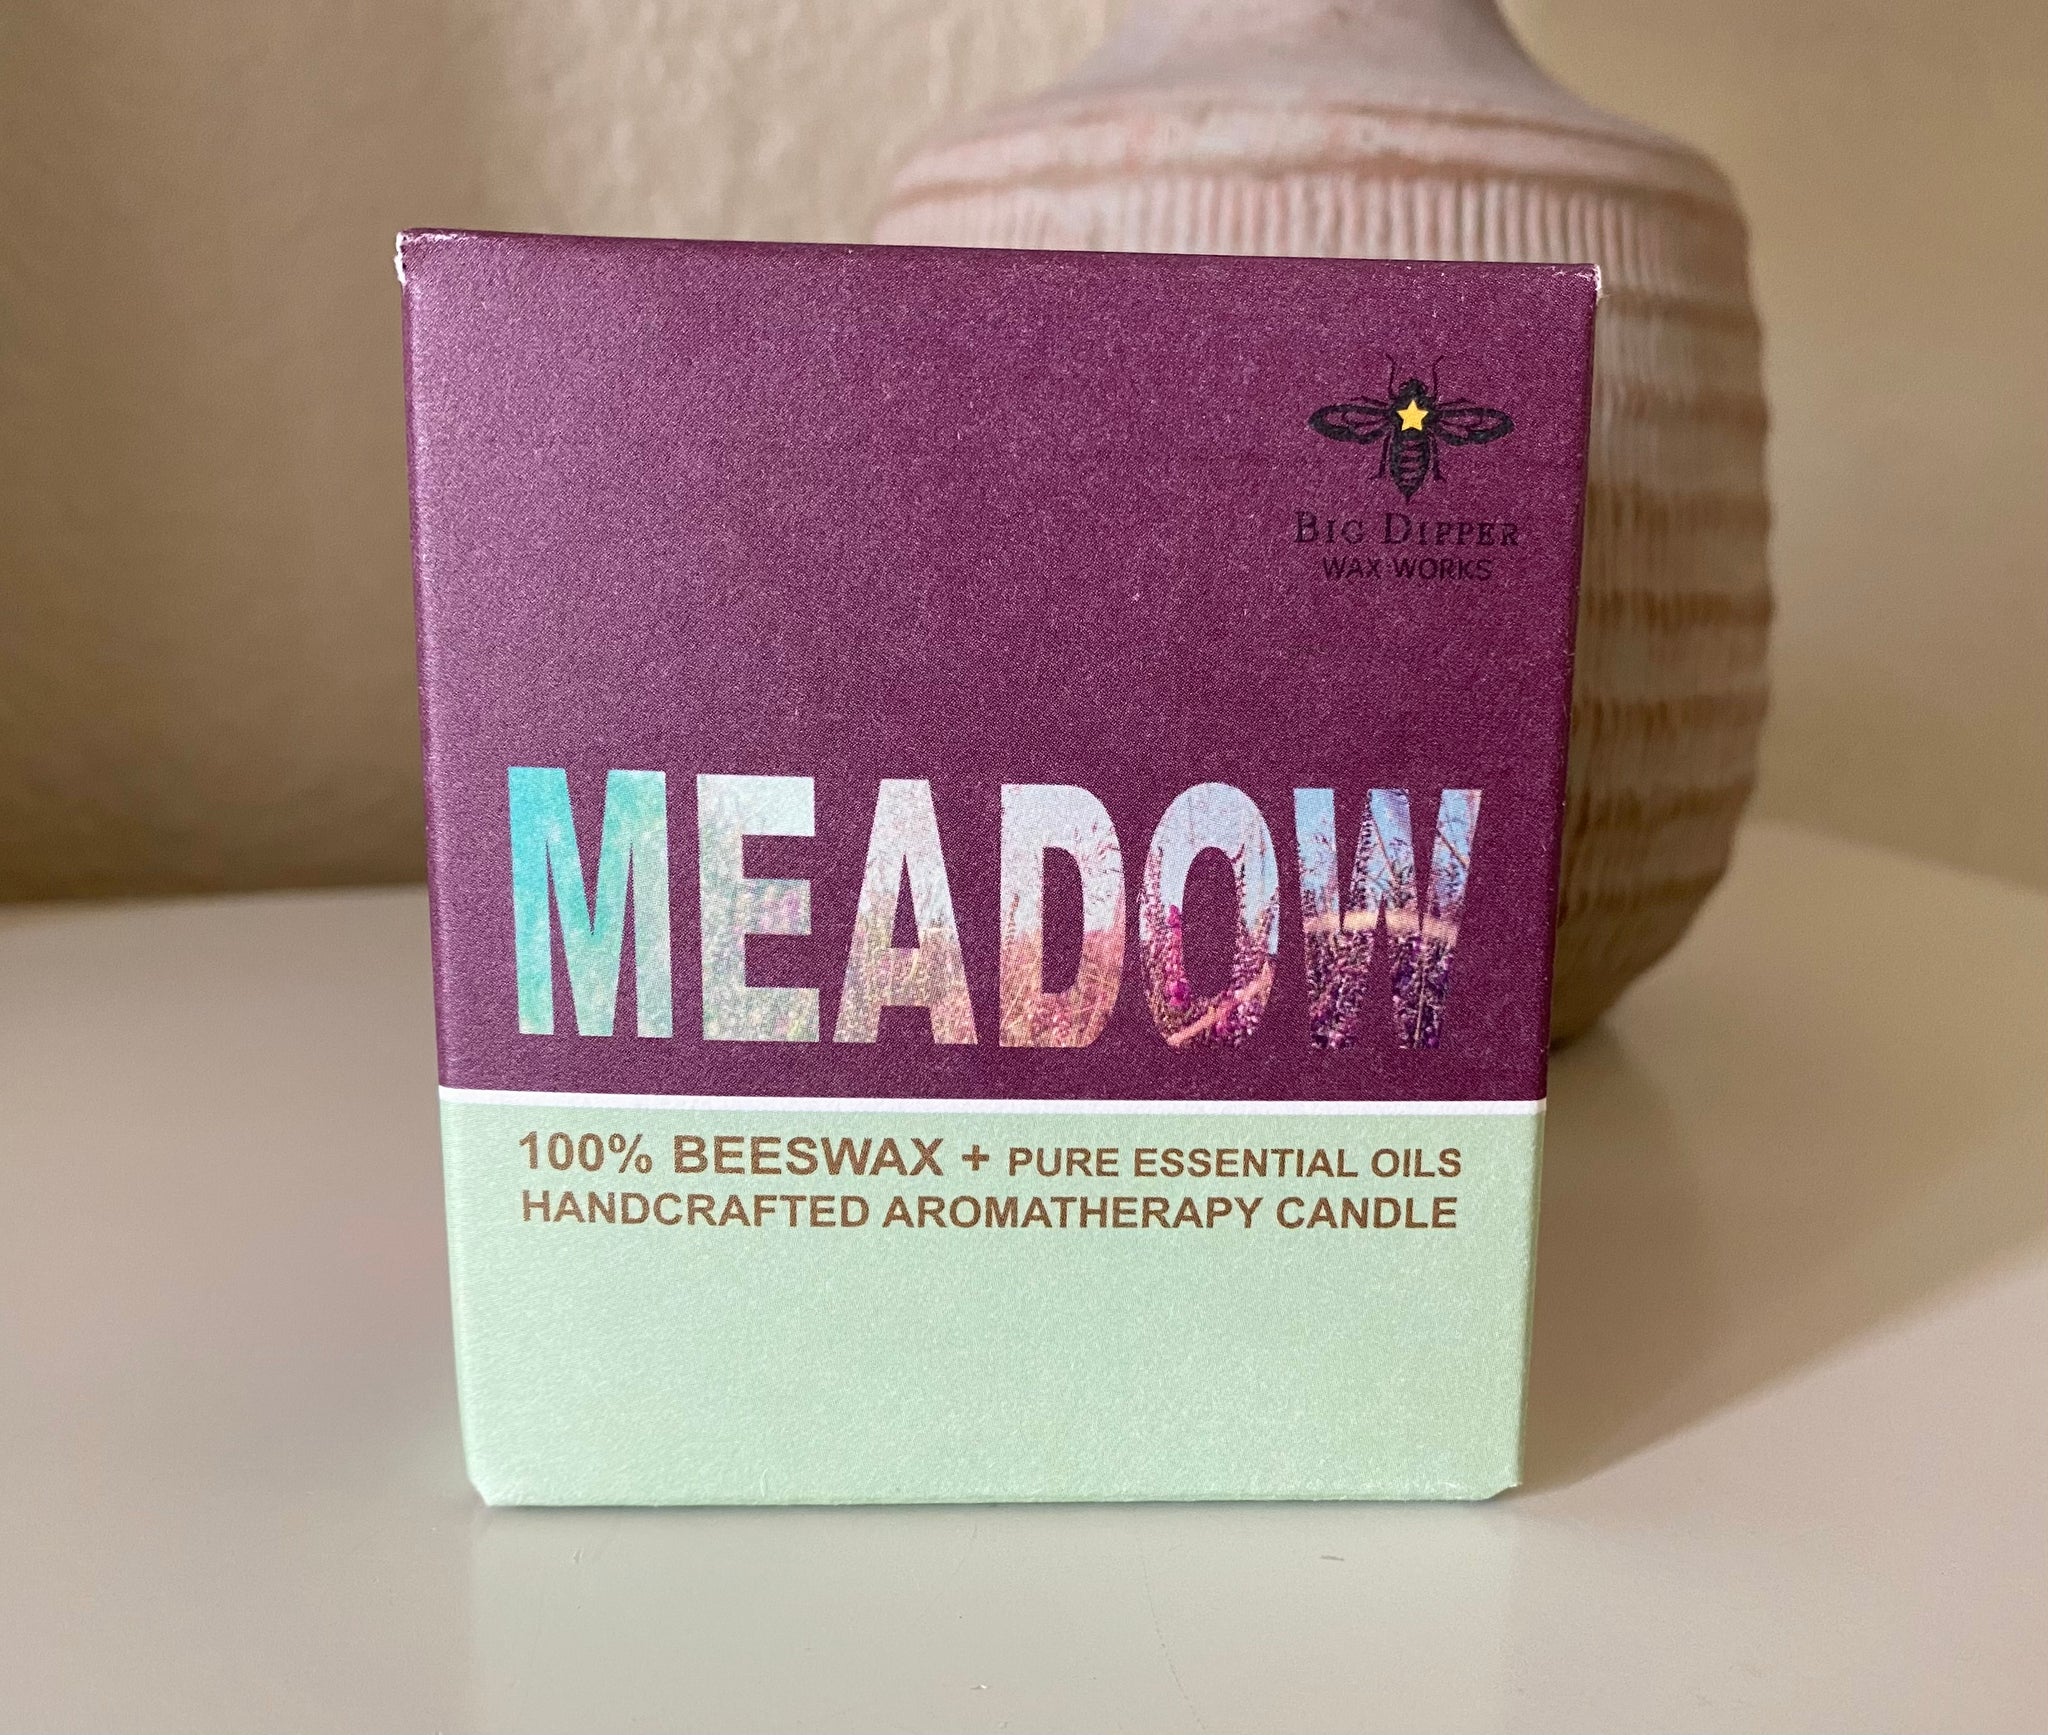 BIG DIPPER
WAX WORKS
MEADOW
100% BEESWAX + PURE ESSENTIAL OILS
HANDCRAFTED AROMATHERAPY CANDLE